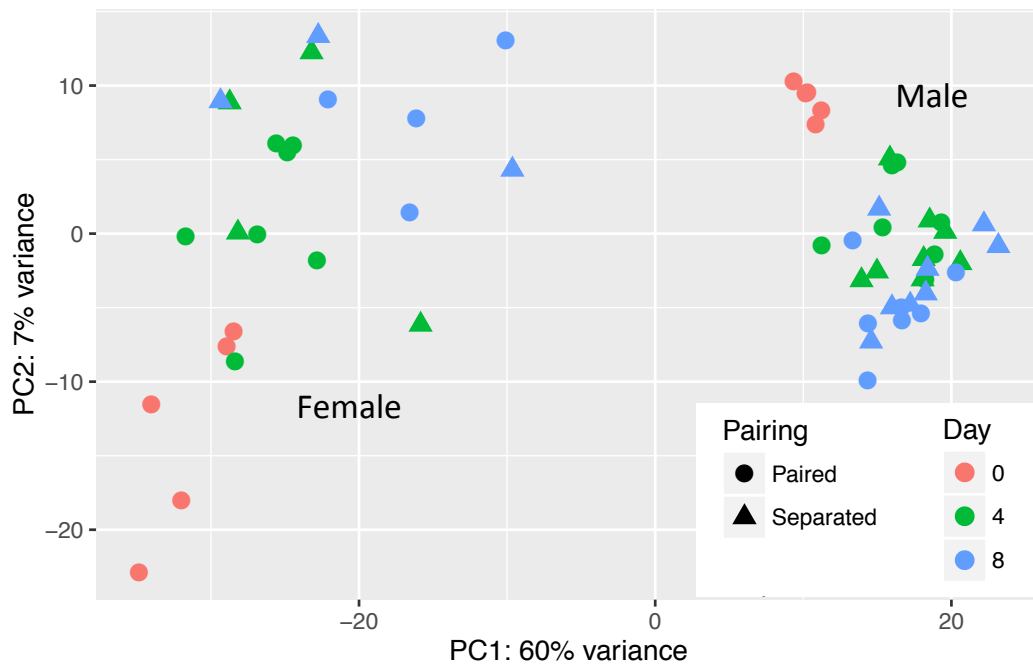 10
0
−10
−20
PC2: 7% variance
Male
Female
Pairing
Paired
Separated
Day
0
4
8
−20
0
20
PC1: 60% variance